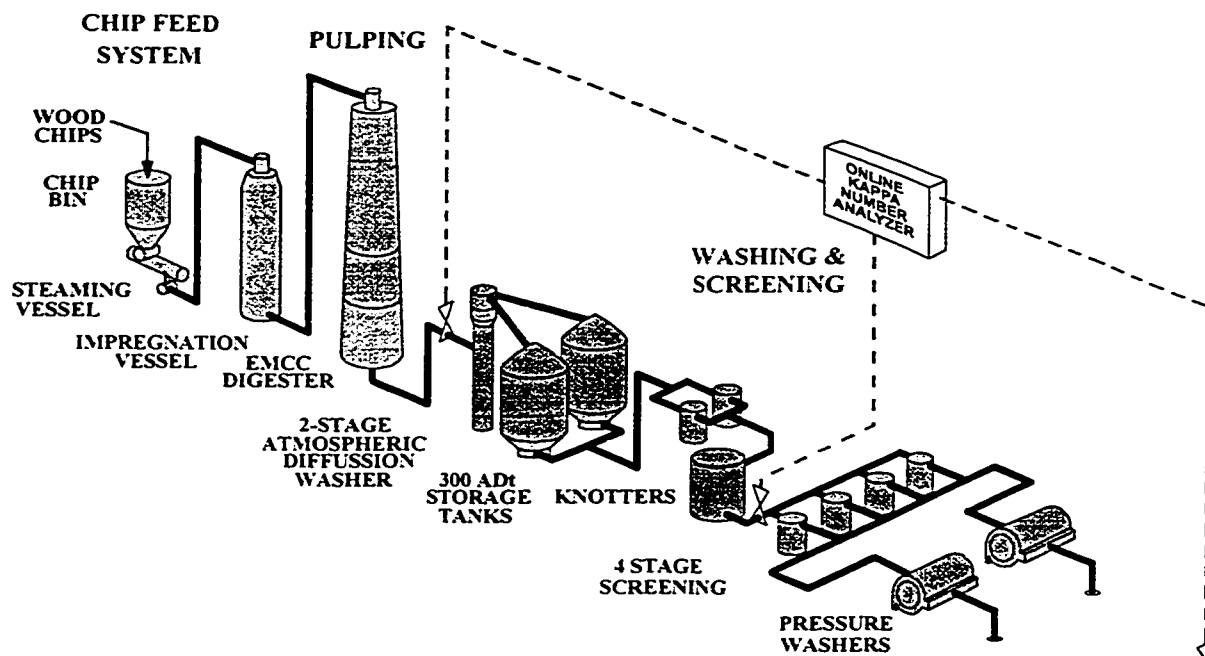 CHIP FEED
SYSTEM
PULPING
WOOD
CHIPS
CHIP
BIN
STEAMING
VESSEL
IMPREGNATION
VESSEL
EMCC
DIGESTER
2-STAGE
ATMOSPHERIC
DIFFUSSION
WASHER
300 ADt
STORAGE
TANKS
KNOTTERS
WASHING &
SCREENING
ONLINE
KAPPA
NUMBER
ANALYZER
4 STAGE
SCREENING
PRESSURE
WASHERS